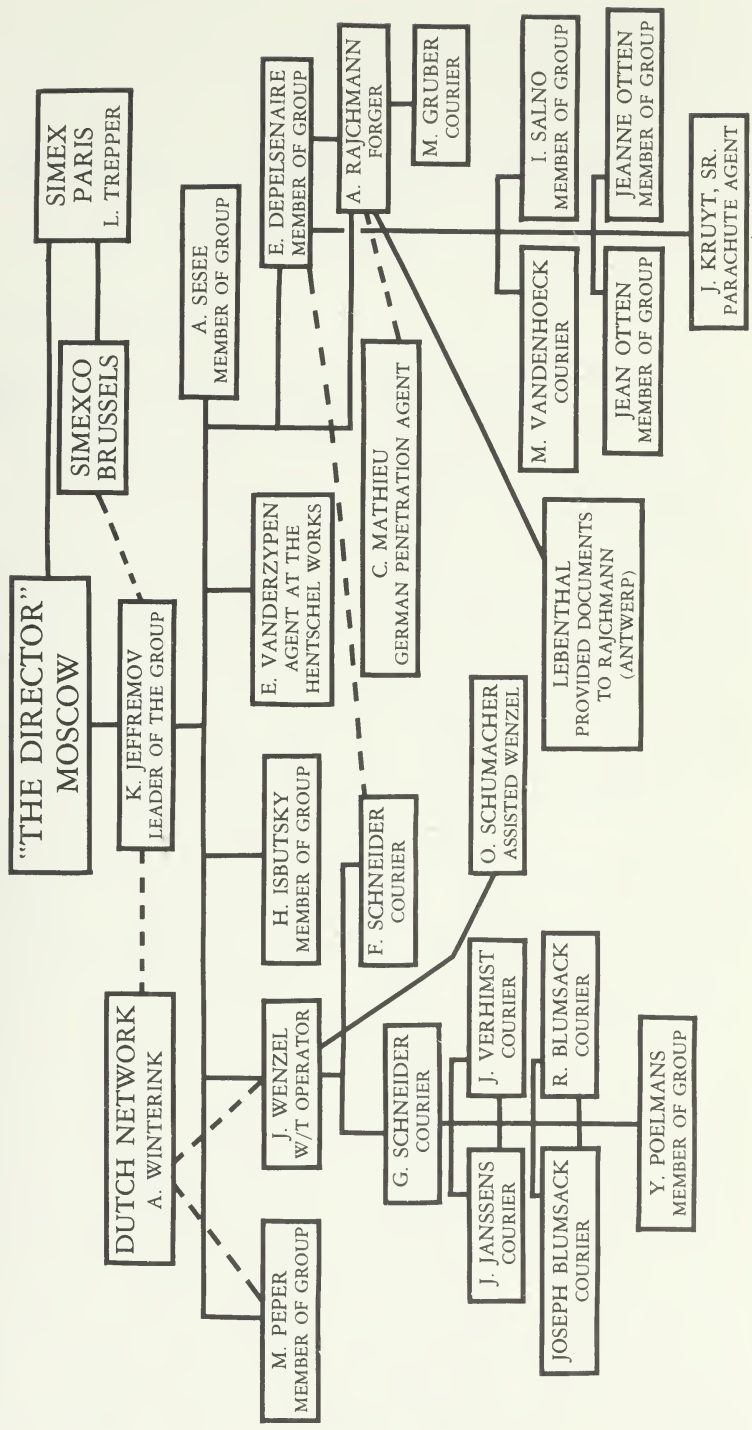 "THE DIRECTOR"
MOSCOW
SIMEX
PARIS
L. TREPPER
SIMEXCO
BRUSSELS
DUTCH NETWORK
A. WINTERINK
K. JEFFREMOV
LEADER OF THE GROUP
A. SESEE
MEMBER OF GROUP
M. PEPER
MEMBER OF GROUP
J. WENZEL
W/T OPERATOR
H. ISBUTSKY
MEMBER OF GROUP
E. VANDERZYPEN
AGENT AT THE
HENTSCHEL WORKS
E. DEPELSENAIRE
MEMBER OF GROUP
A. RAJCHMANN
FORGER
M. GRUBER
COURIER
G. SCHNEIDER
COURIER
F. SCHNEIDER
COURIER
C. MATHIEU
GERMAN PENETRATION AGENT
O. SCHUMACHER
ASSISTED WENZEL
J. JANSSENS
COURIER
J. VERHIMST
COURIER
JOSEPH BLUMSACK
COURIER
R. BLUMSACK
COURIER
Y. POELMANS
MEMBER OF GROUP
LEBENTHAL
PROVIDED DOCUMENTS
TO RAJCHMANN
(ANTWERP)
M. VANDENHOECK
COURIER
I. SALNO
MEMBER OF GROUP
JEAN OTTEN
MEMBER OF GROUP
JEANNE OTTEN
MEMBER OF GROUP
J. KRUYT, SR.
PARACHUTE AGENT